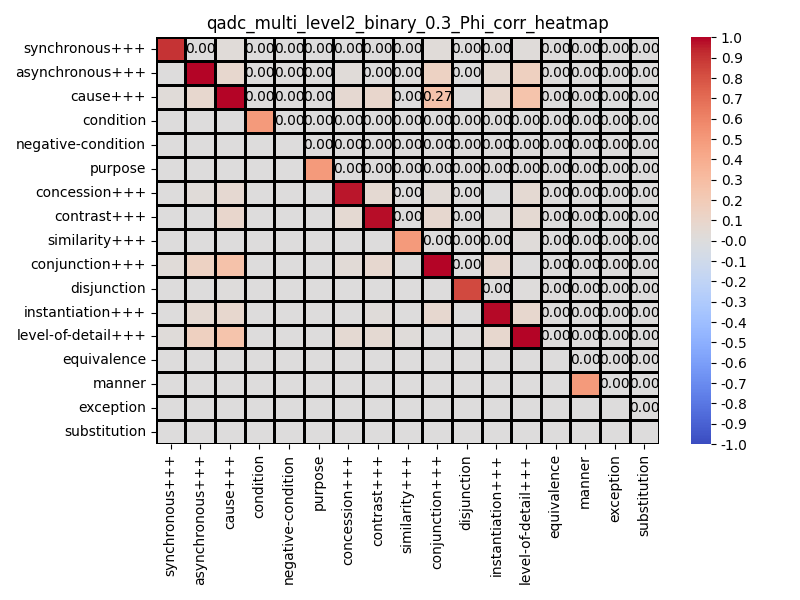 qadc_multi_level2_binary_0.3_Phi_corr_heatmap
synchronous+++ 0.00 0.00 0.00 0.00 0.00 0.00 0.00 0.00 0.00 0.00 0.00 0.00 0.00
asynchronous+++ 0.00 0.00 0.00 0.00 0.00 0.00 0.00 0.00 0.00 0.00
cause+++ 0.00 0.00 0.00 0.00 0.27 0.00 0.00 0.00 0.00
condition 0.00 0.00 0.00 0.00 0.00 0.00 0.00 0.00 0.00 0.00 0.00 0.00 0.00
negative-condition 0.00 0.00 0.00 0.00 0.00 0.00 0.00 0.00 0.00 0.00 0.00 0.00
purpose 0.00 0.00 0.00 0.00 0.00 0.00 0.00 0.00 0.00 0.00 0.00
concession+++ 0.00 0.00 0.00 0.00 0.00 0.00
contrast+++ 0.00 0.00 0.00 0.00 0.00 0.00
similarity+++ 0.00 0.00 0.00 0.00 0.00 0.00 0.00
conjunction+++ 0.00 0.00 0.00 0.00 0.00
disjunction 0.00 0.00 0.00 0.00 0.00
instantiation+++ 0.00 0.00 0.00 0.00
level-of-detail+++ 0.00 0.00 0.00 0.00
equivalence 0.00 0.00 0.00
manner 0.00 0.00
exception 0.00
substitution
synchronous+++
asynchronous+++
cause+++
condition
negative-condition
purpose
concession+++
contrast+++
similarity+++
conjunction+++
disjunction
instantiation+++
level-of-detail+++
equivalence
manner
exception
substitution
1.0
0.9
0.8
0.7
0.6
0.5
0.4
0.3
0.2
0.1
-0.0
-0.1
-0.2
-0.3
-0.4
-0.5
-0.6
-0.7
-0.8
-0.9
-1.0